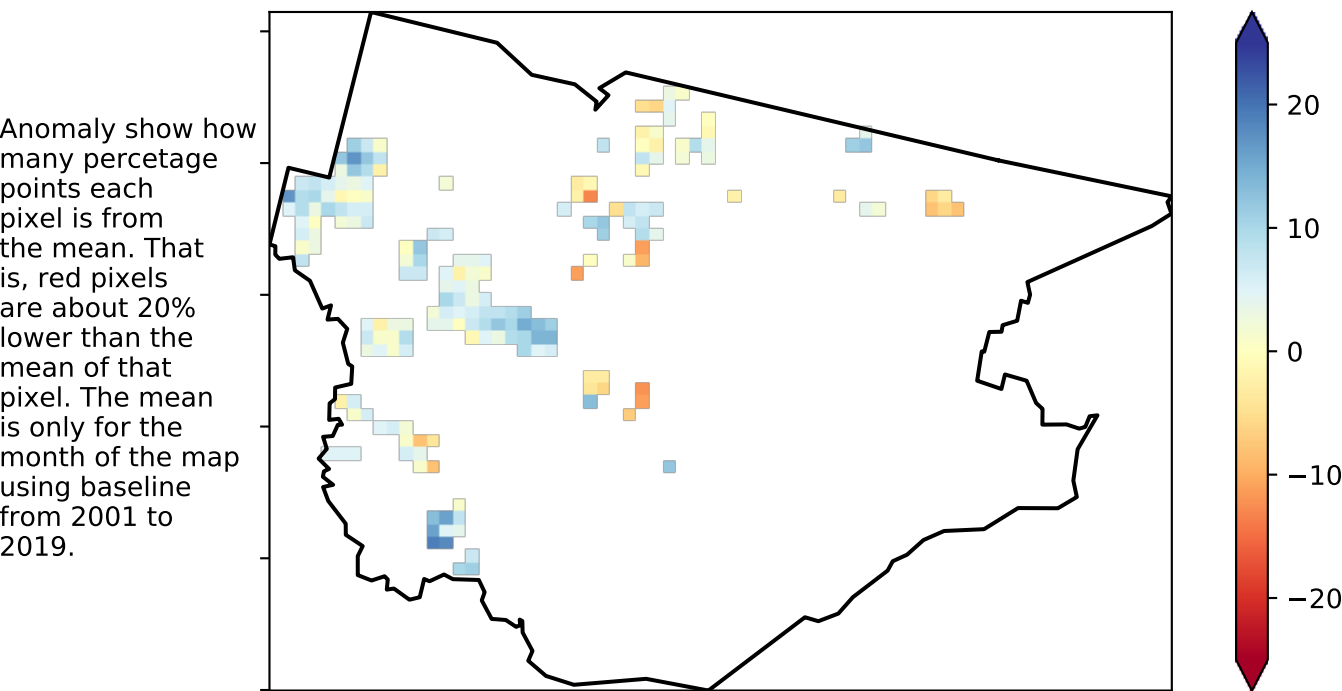 Anomaly show how
many percetage
points each
pixel is from
the mean. That
is, red pixels
are about 20%
lower than the
mean of that
pixel. The mean
is only for the
month of the map
using baseline
from 2001 to
2019.
20
10
0
−10
−20